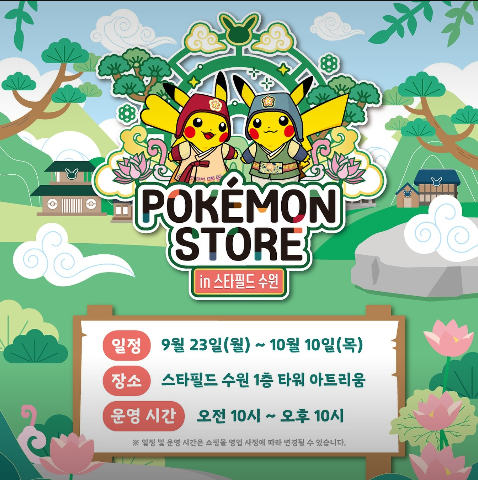 POKÉMON
STORE
in 스타필드 수원
일정 9월 23일(월) ~ 10월 10일(목)
장소 스타필드 수원 1층 타워 아트리움
운영 시간 오전 10시 ~ 오후 10시
※ 일정 및 운영 시간은 쇼핑몰 영업 사정에 따라 변경될 수 있습니다.